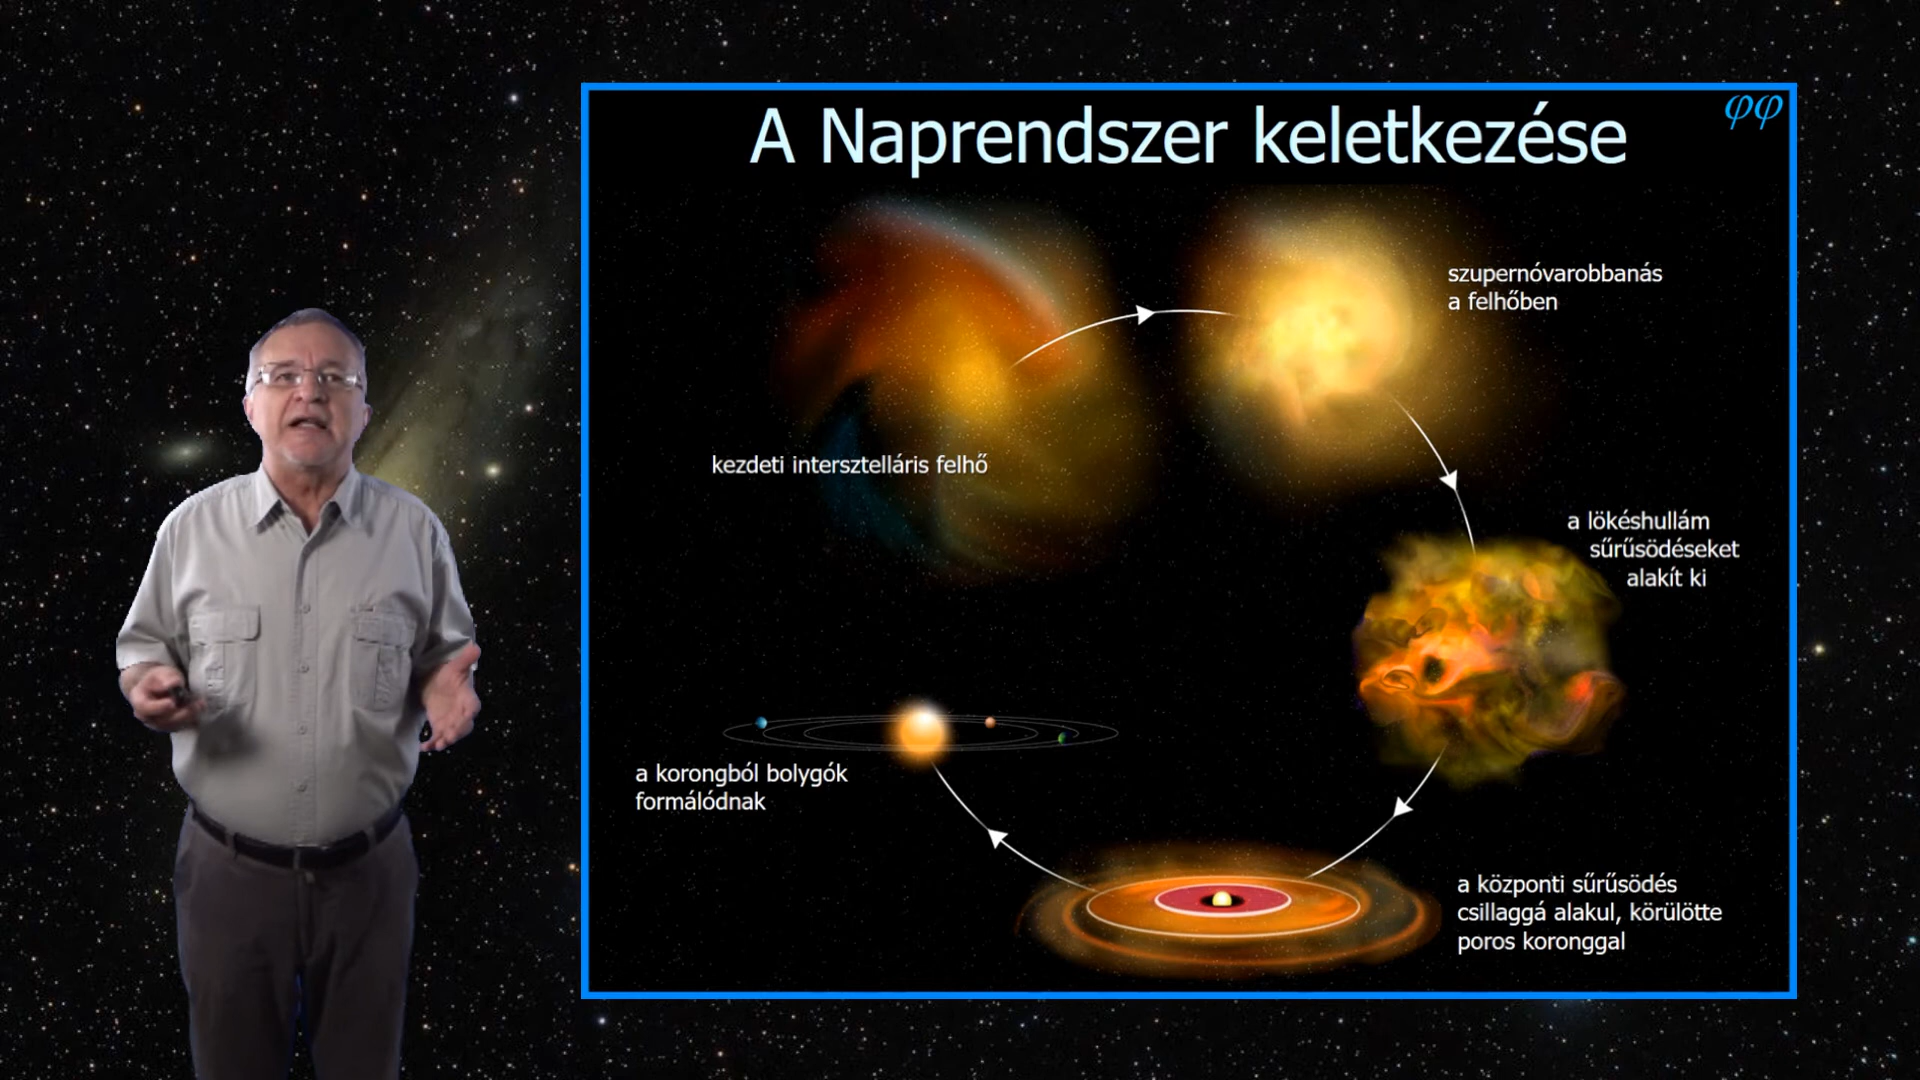 A Naprendszer keletkezése
φφ
szupernóvarobbanás
a felhőben
kezdeti intersztelláris felhő
a lökéshullám
sűrűsödéseket
alakít ki
a korongból bolygók
formálódnak
a központi sűrűsödés
csillaggá alakul, körülötte
poros koronggal